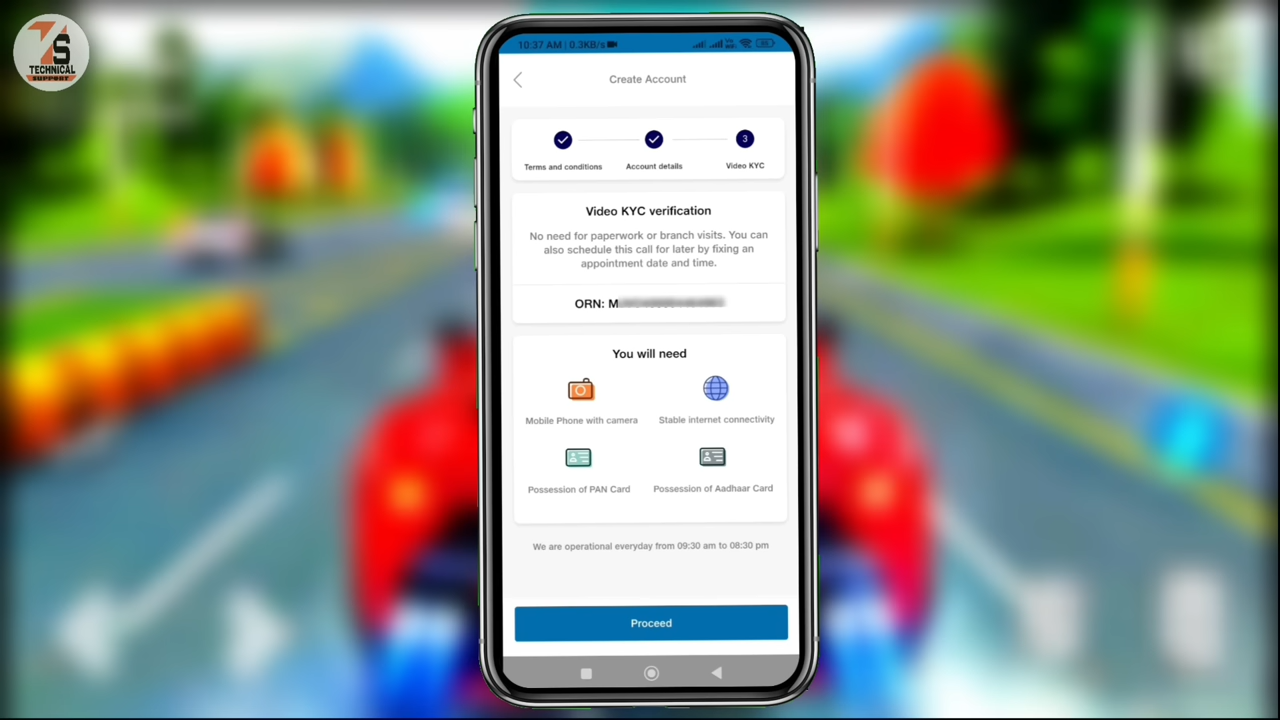 7S
TECHNICAL
SUPPORT
10:37 AM | 0.3KB/s
Create Account
3
Terms and conditions
Account details
Video KYC
Video KYC verification
No need for paperwork or branch visits. You can
also schedule this call for later by fixing an
appointment date and time.
ORN: M
You will need
Mobile Phone with camera
Stable internet connectivity
Possession of PAN Card
Possession of Aadhaar Card
We are operational everyday from 09:30 am to 08:30 pm
Proceed